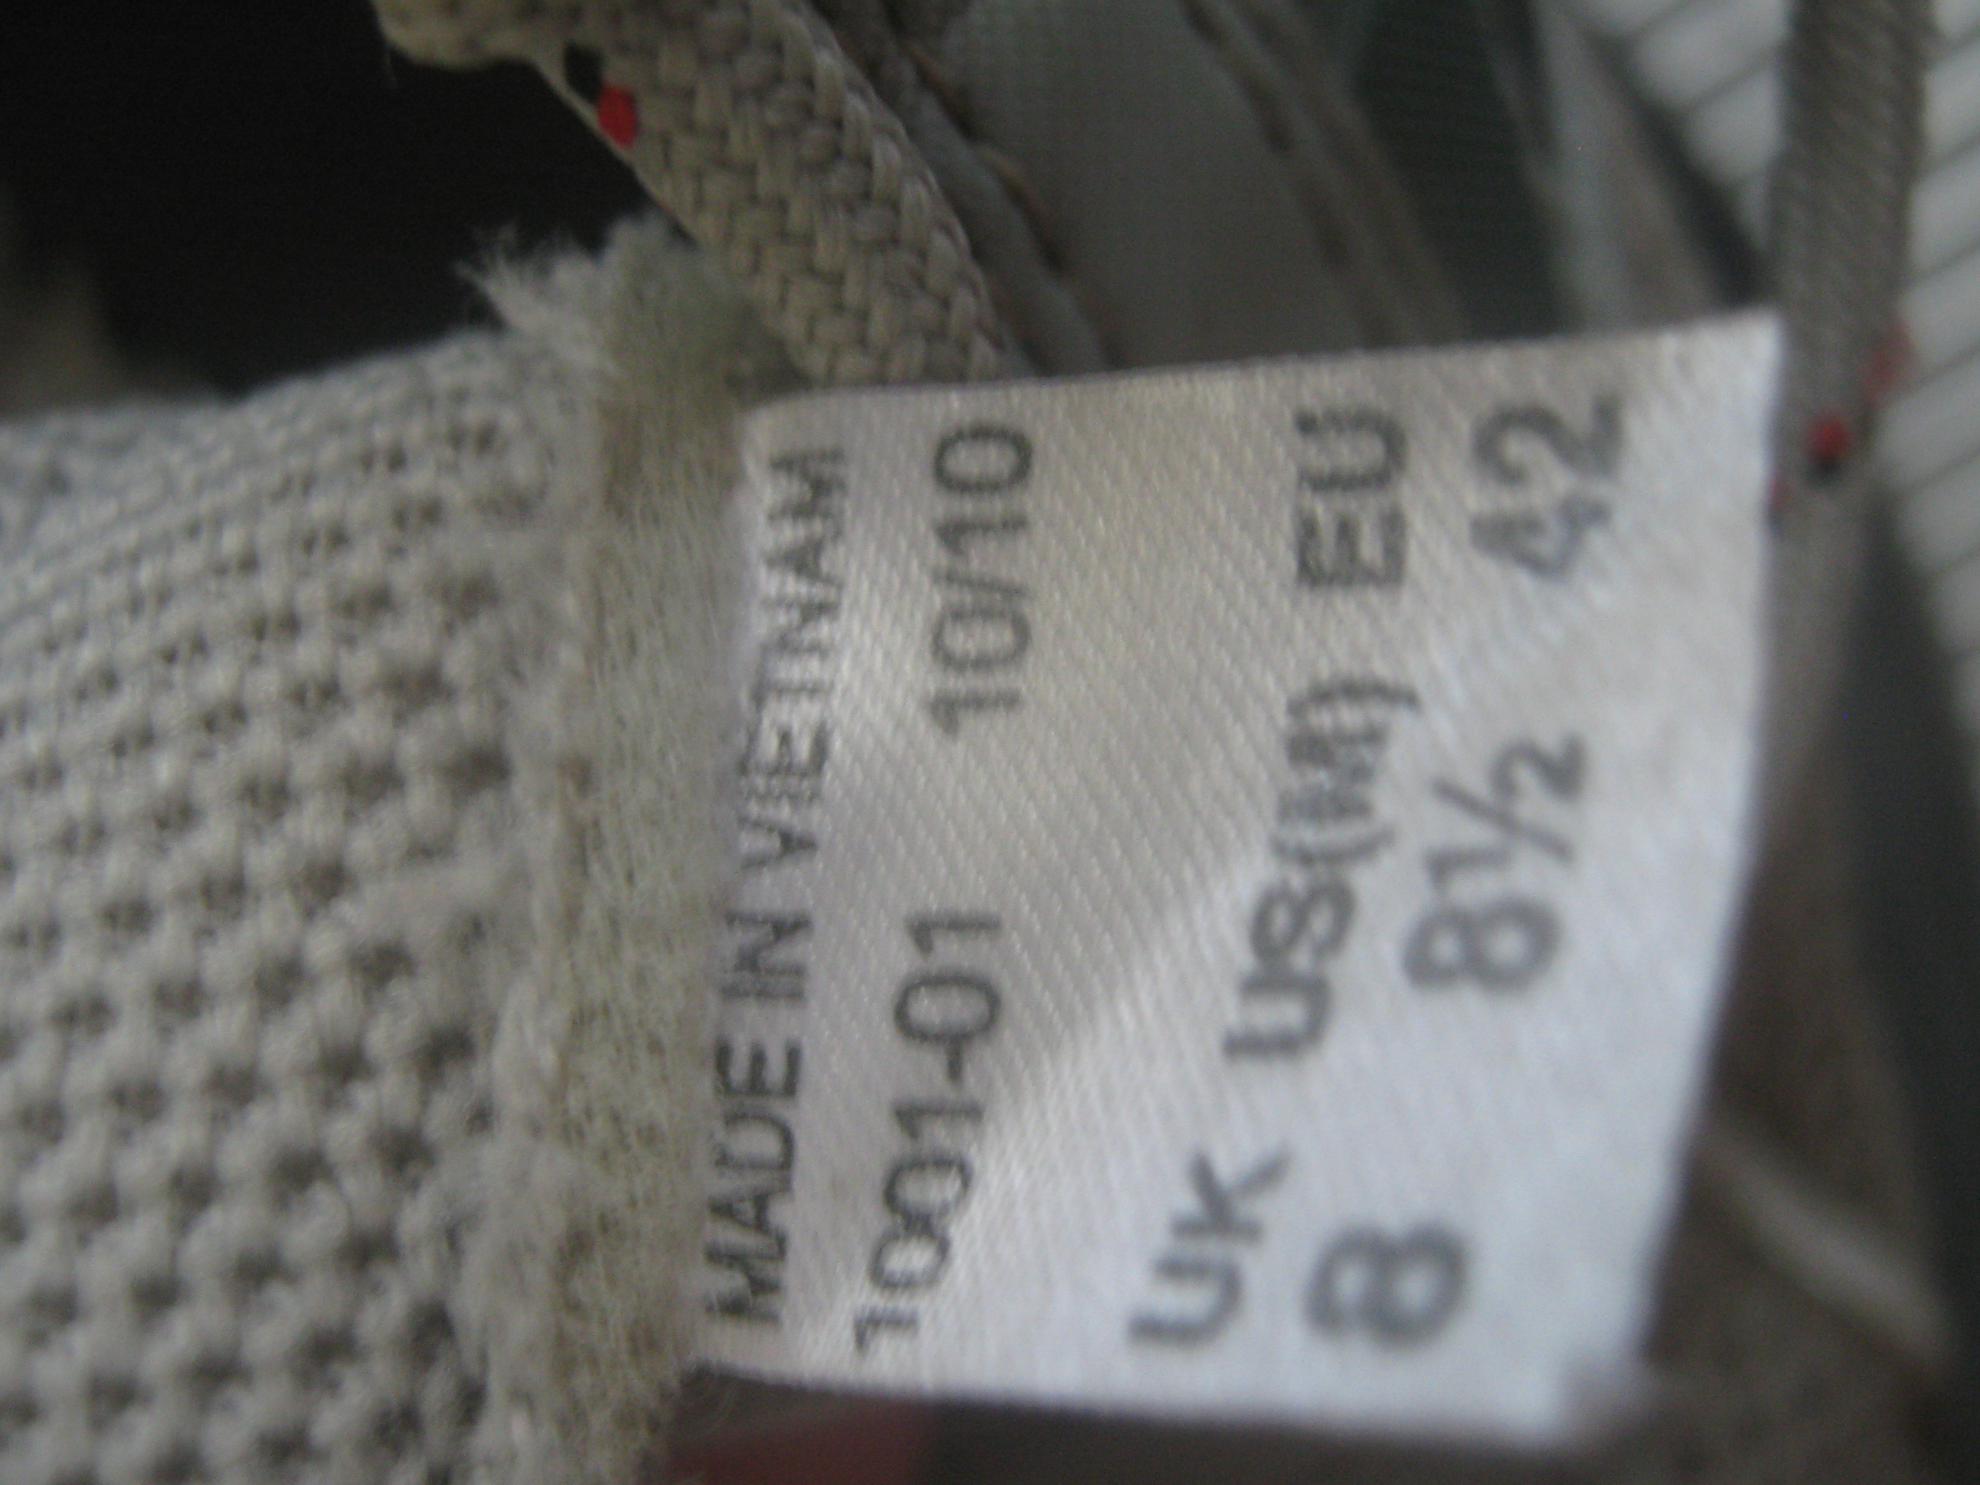 MADE IN VIETNAM
1001-01 10/10
UK US(M) EU
8 8½ 42